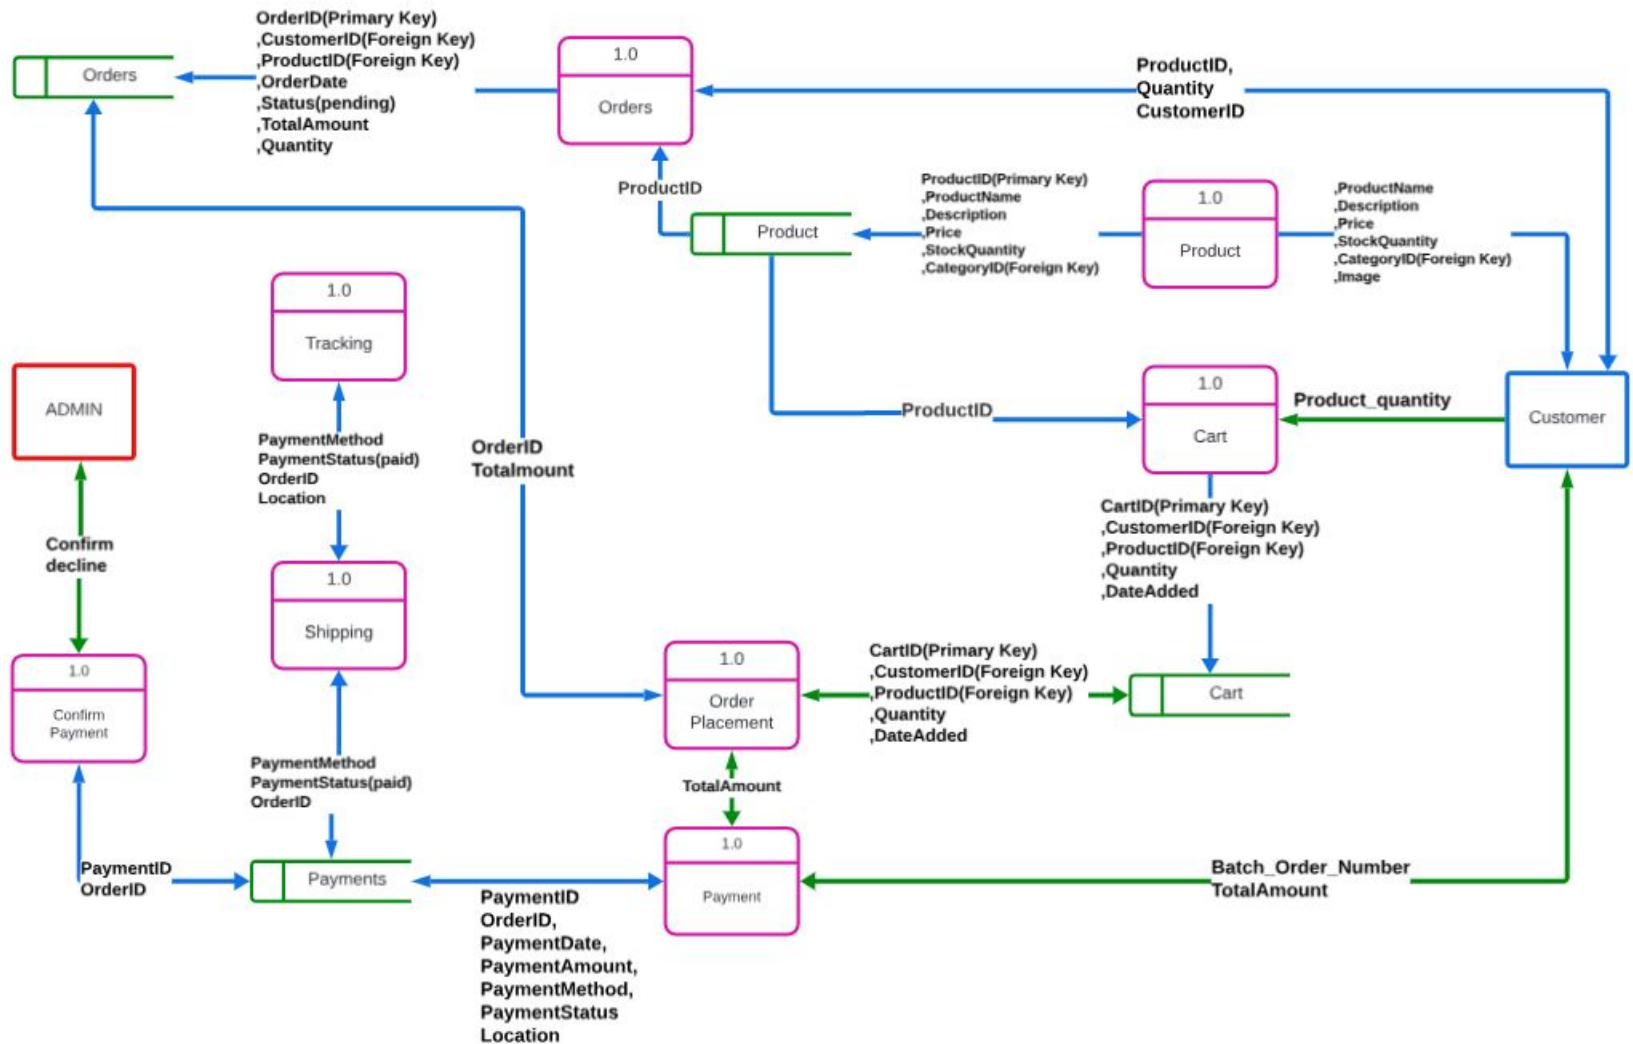 OrderID(Primary Key)
,CustomerID(Foreign Key)
,ProductID(Foreign Key)
,OrderDate
,Status(pending)
,TotalAmount
,Quantity
Orders
1.0
Orders
ProductID,
Quantity
CustomerID
ProductID
Product
ProductID(Primary Key)
,ProductName
,Description
,Price
,StockQuantity
,CategoryID(Foreign Key)
1.0
Product
,ProductName
,Description
,Price
,StockQuantity
,CategoryID(Foreign Key)
,Image
1.0
Tracking
ADMIN
PaymentMethod
PaymentStatus(paid)
OrderID
Location
OrderID
Totalmount
ProductID
1.0
Cart
Product_quantity
Customer
Confirm
decline
1.0
Shipping
CartID(Primary Key)
,CustomerID(Foreign Key)
,ProductID(Foreign Key)
,Quantity
,DateAdded
1.0
Confirm
Payment
1.0
Order
Placement
CartID(Primary Key)
,CustomerID(Foreign Key)
,ProductID(Foreign Key)
,Quantity
,DateAdded
Cart
PaymentMethod
PaymentStatus(paid)
OrderID
TotalAmount
PaymentID
OrderID
Payments
1.0
Payment
Batch_Order_Number
TotalAmount
PaymentID
OrderID,
PaymentDate,
PaymentAmount,
PaymentMethod,
PaymentStatus
Location